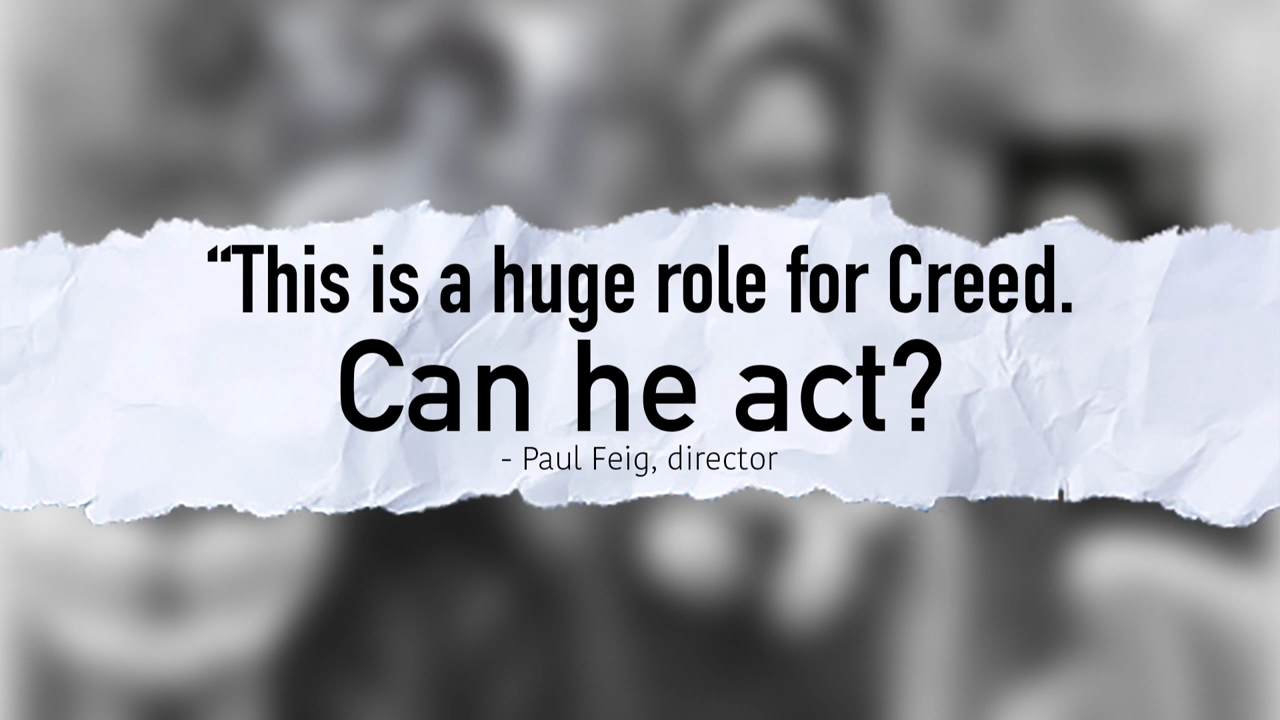 “This is a huge role for Creed.
Can he act?
- Paul Feig, director